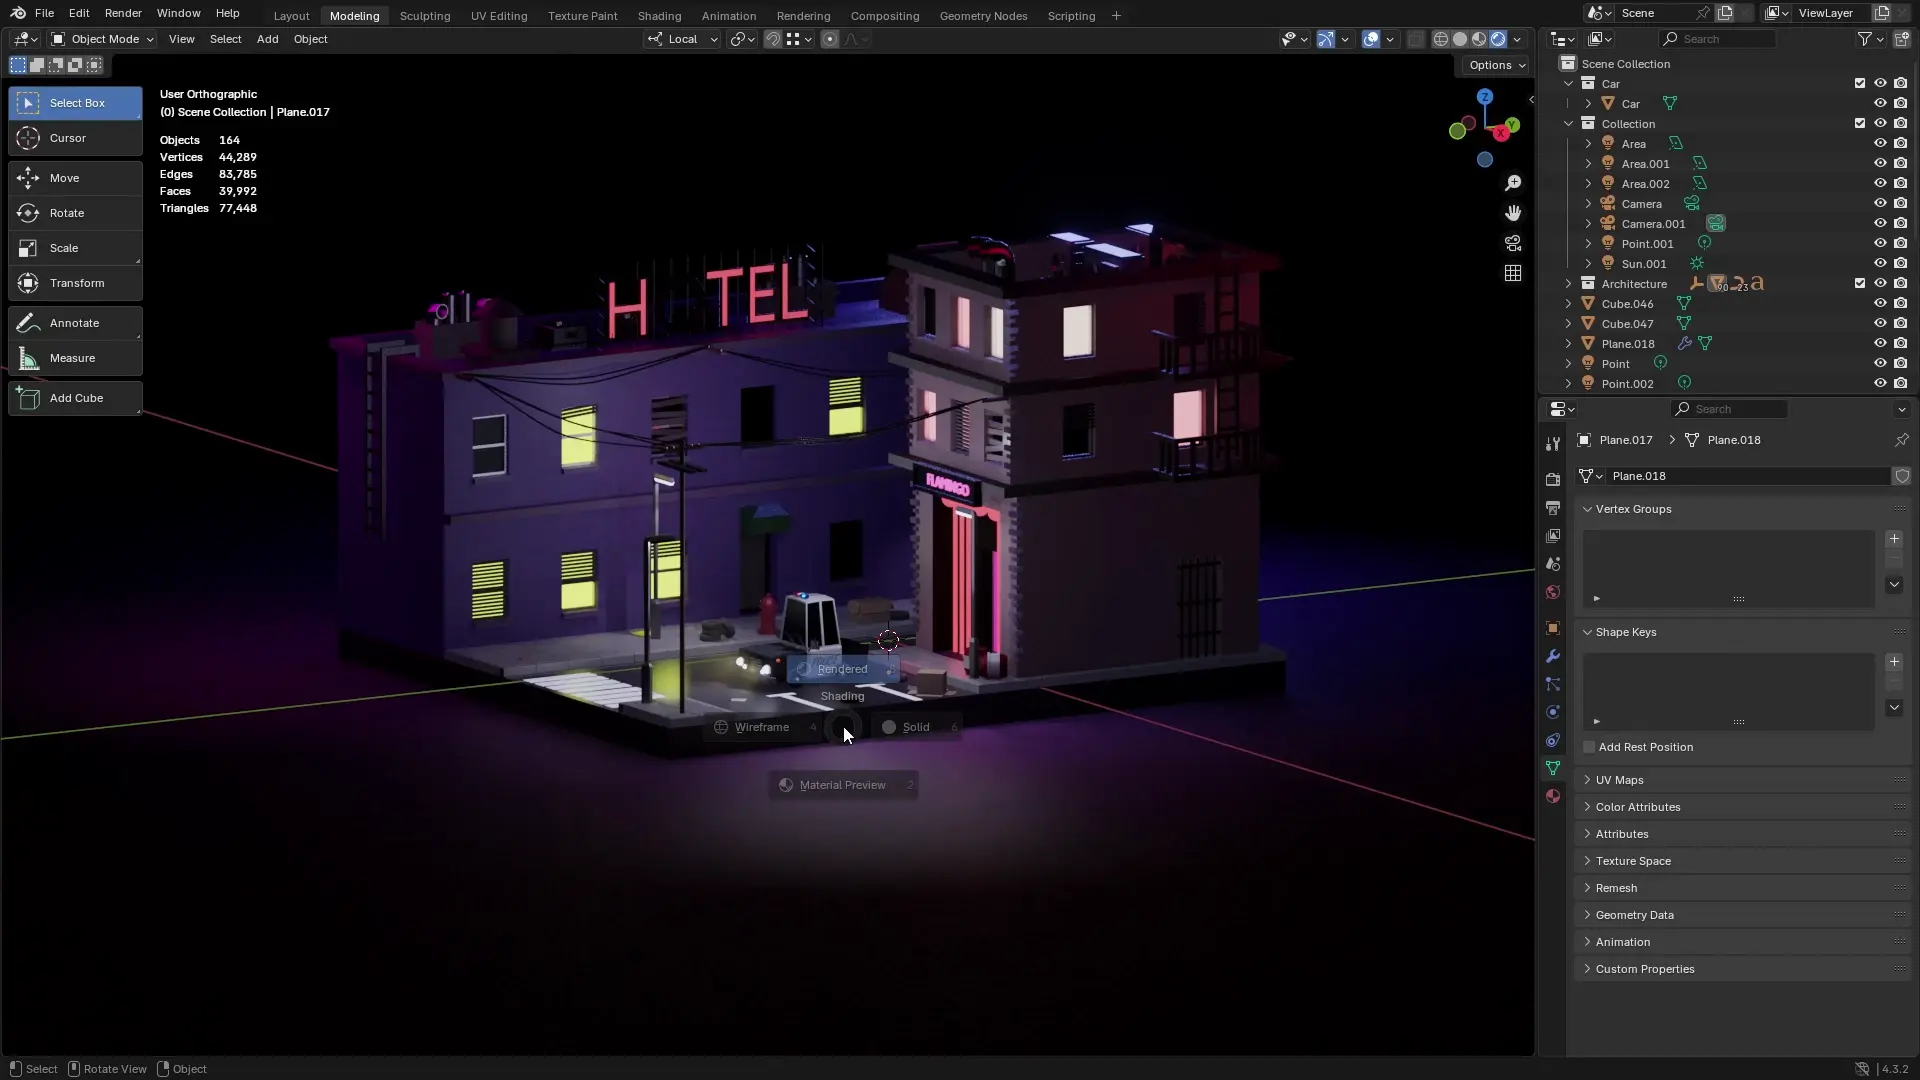 File Edit Render Window Help Layout Modeling Sculpting UV Editing Texture Paint Shading Animation Rendering Compositing Geometry Nodes Scripting Scene ViewLayer
Object Mode View Select Add Object Local Search
Options
Select Box
Cursor
Move
Rotate
Scale
Transform
Annotate
Measure
Add Cube
User Orthographic
(0) Scene Collection | Plane.017
Objects 164
Vertices 44,289
Edges 83,785
Faces 39,992
Triangles 77,448
Z
Y
X
H TEL
FLAMINGO
Rendered 8
Shading
Wireframe 4
Solid 6
Material Preview 2
Scene Collection
Car
Car
Collection
Area
Area.001
Area.002
Camera
Camera.001
Point.001
Sun.001
Architecture 90 23
Cube.046
Cube.047
Plane.018
Point
Point.002
Search
Plane.017 Plane.018
Plane.018
Vertex Groups
Shape Keys
Add Rest Position
UV Maps
Color Attributes
Attributes
Texture Space
Remesh
Geometry Data
Animation
Custom Properties
Select Rotate View Object 4.3.2